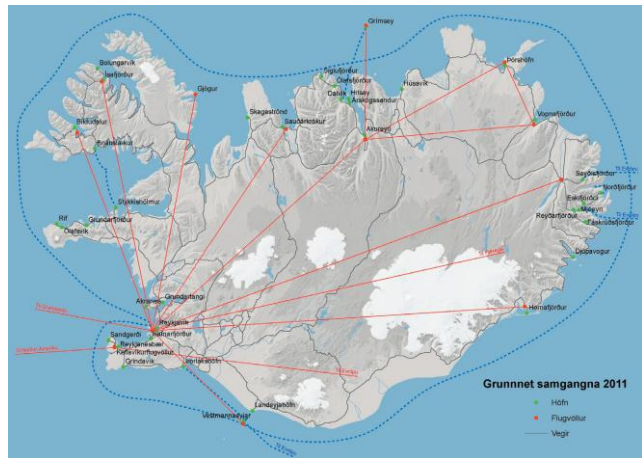 Grímsey
Bolungarvík
Ísafjörður
Gjögur
Siglufjörður
Ólafsfjörður
Dalvík
Hrísey
Árskógssandur
Húsavík
Þórshöfn
Skagaströnd
Sauðárkrókur
Akureyri
Vopnafjörður
Bíldudalur
Brjánslækur
Seyðisfjörður
Norðfjörður
Eskifjörður
Mjóeyri
Reyðarfjörður
Fáskrúðsfjörður
Stykkishólmur
Rif
Grundarfjörður
Ólafsvík
Djúpivogur
Grundartangi
Akranes
Hornafjörður
Reykjavík
Hafnarfjörður
Sandgerði
Reykjanesbær
Keflavíkurflugvöllur
Grindavík
Þorlákshöfn
Landeyjahöfn
Vestmannaeyjar
Grunnnet samgangna 2011
Höfn
Flugvöllur
Vegir